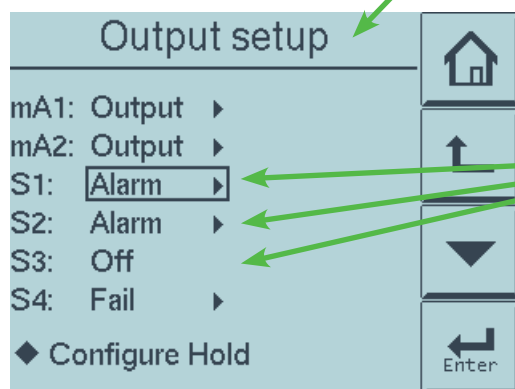 Output setup
mA1: Output
mA2: Output
S1: Alarm
S2: Alarm
S3: Off
S4: Fail
Configure Hold
Enter